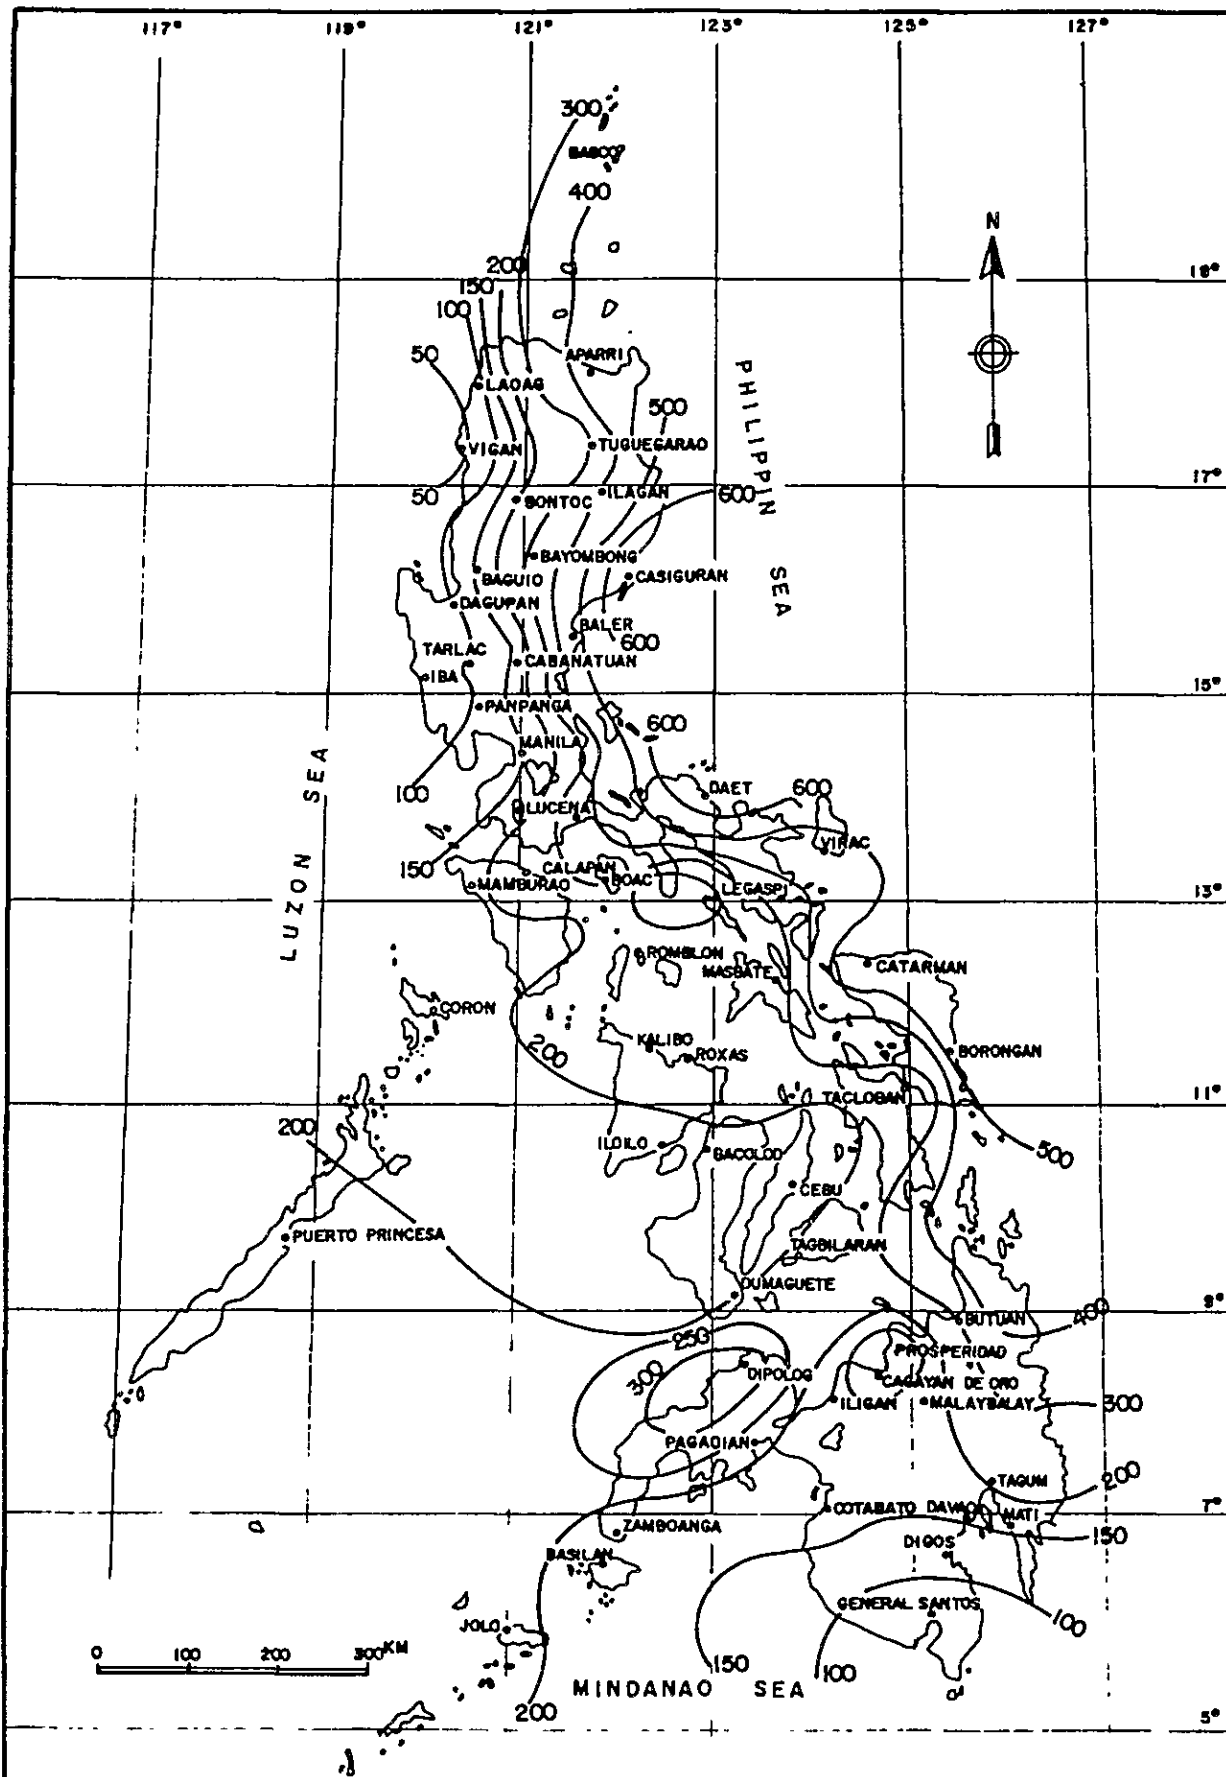 117° 119° 121° 123° 125° 127°
300
BASCO
400
N
200
18°
150
100
50
APARRI
LAOAG
PHILIPPIN SEA
500
VIGAN
TUGUEGARAO
50
BONTOC
ILAGAN
600
17°
BAYOMBONG
BAGUIO
CASIGURAN
DAGUPAN
BALER
600
TARLAC
CABANATUAN
IBA
15°
PANPANGA
600
MANILA
LUZON SEA
100
DAET
600
LUCENA
VIRAC
150
CALAPAN
MAMBURAO
BOAC
LEGASPI
13°
ROMBLON
MASBATE
CATARMAN
CORON
200
KALIBO
ROXAS
BORONGAN
TACLOBAN
11°
200
ILOILO
BACOLOD
500
CEBU
PUERTO PRINCESA
TAGBILARAN
DUMAGUETE
9°
250
BUTUAN
400
PROSPERIDAD
300
DIPOLOG
CAGAYAN DE ORO
ILIGAN
MALAYBALAY
300
PAGADIAN
TAGUM
200
7°
COTABATO
DAVAO
MATI
150
ZAMBOANGA
DIGOS
BASILAN
GENERAL SANTOS
100
JOLO
0 100 200 300KM
150
100
MINDANAO SEA
200
5°